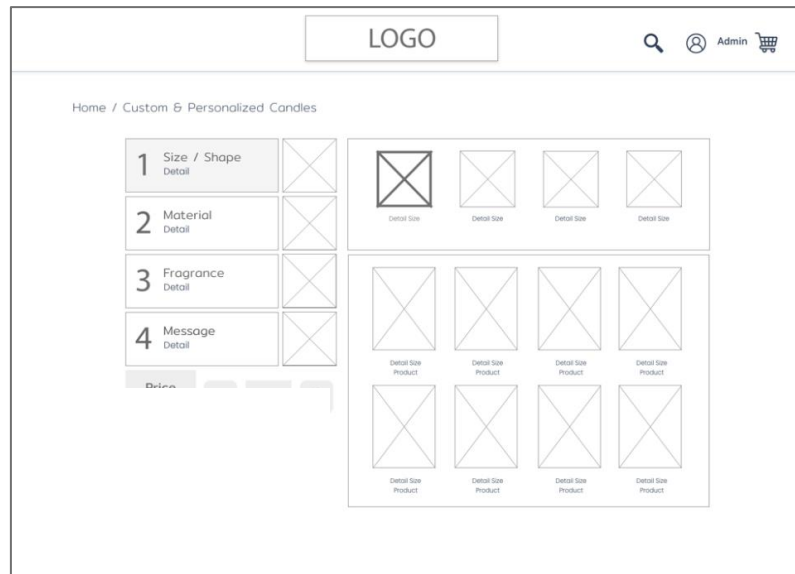 LOGO
Admin
Home / Custom & Personalized Candles
1 Size / Shape
Detail
2 Material
Detail
3 Fragrance
Detail
4 Message
Detail
Price
Detail Size
Detail Size
Detail Size
Detail Size
Detail Size
Product
Detail Size
Product
Detail Size
Product
Detail Size
Product
Detail Size
Product
Detail Size
Product
Detail Size
Product
Detail Size
Product